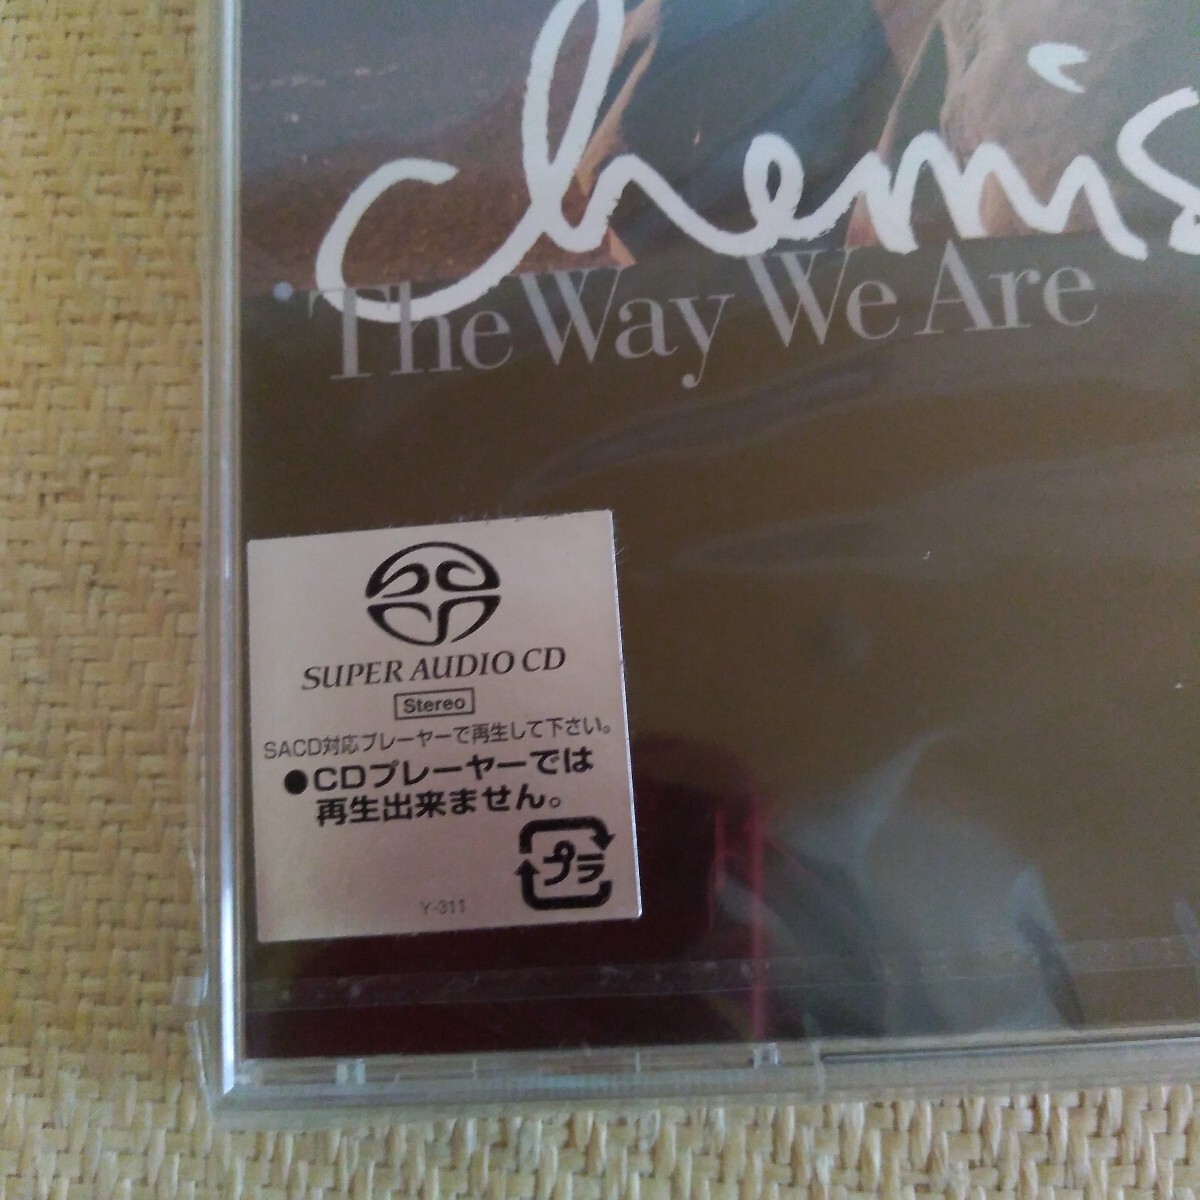 chemis
The Way We Are
SUPER AUDIO CD
Stereo
SACD対応プレーヤーで再生して下さい。
●CDプレーヤーでは
再生出来ません。
プラ
Y-311